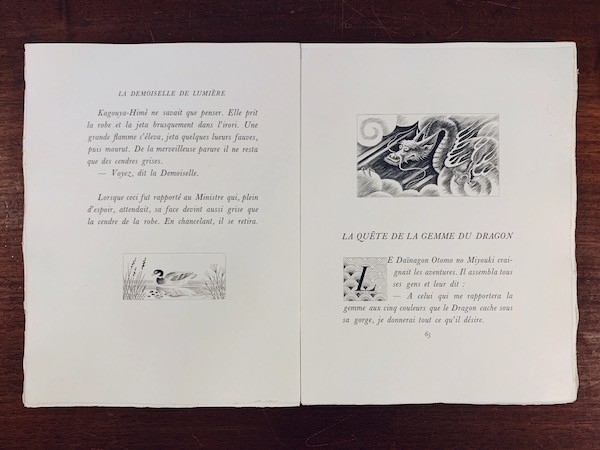 LA DEMOISELLE DE LUMIÈRE
Kagouya-Himè ne savait que penser. Elle prit
la robe et la jeta brusquement dans l'irori. Une
grande flamme s'éleva, jeta quelques lueurs fauves,
puis mourut. De la merveilleuse parure il ne resta
que des cendres grises.
— Voyez, dit la Demoiselle.
Lorsque ceci fut rapporté au Ministre qui, plein
d'espoir, attendait, sa face devint aussi grise que
la cendre de la robe. En chancelant, il se retira.
LA QUÊTE DE LA GEMME DU DRAGON
LE Daïnagon Otomo no Miyouki crai-
gnait les aventures. Il assembla tous
ses gens et leur dit :
— A celui qui me rapportera la
gemme aux cinq couleurs que le Dragon cache sous
sa gorge, je donnerai tout ce qu'il désire.
65